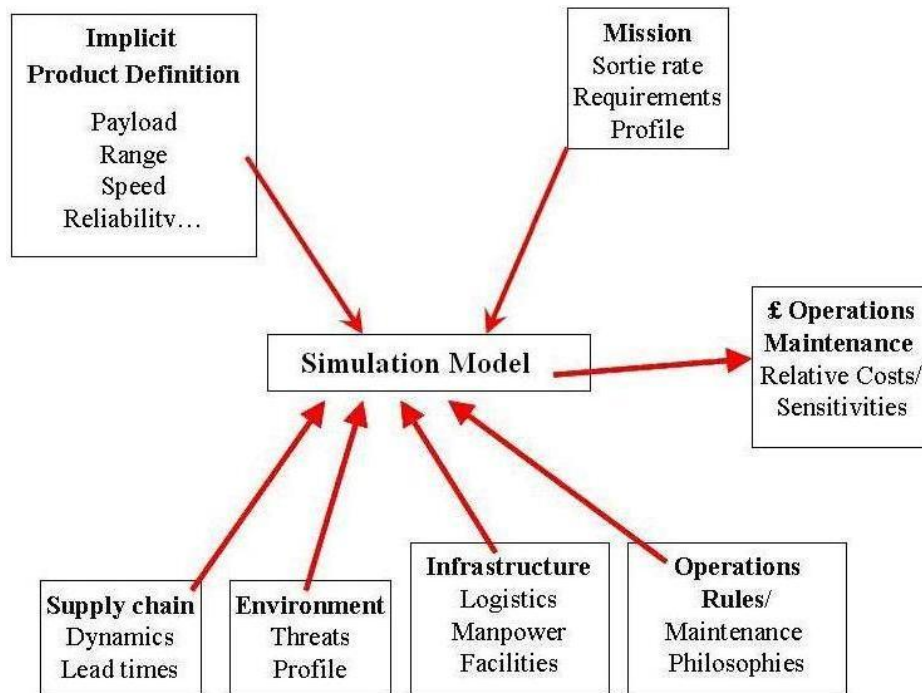 Implicit
Product Definition
Payload
Range
Speed
Reliability…
Mission
Sortie rate
Requirements
Profile
Simulation Model
£ Operations
Maintenance
Relative Costs/
Sensitivities
Supply chain
Dynamics
Lead times
Environment
Threats
Profile
Infrastructure
Logistics
Manpower
Facilities
Operations
Rules/
Maintenance
Philosophies